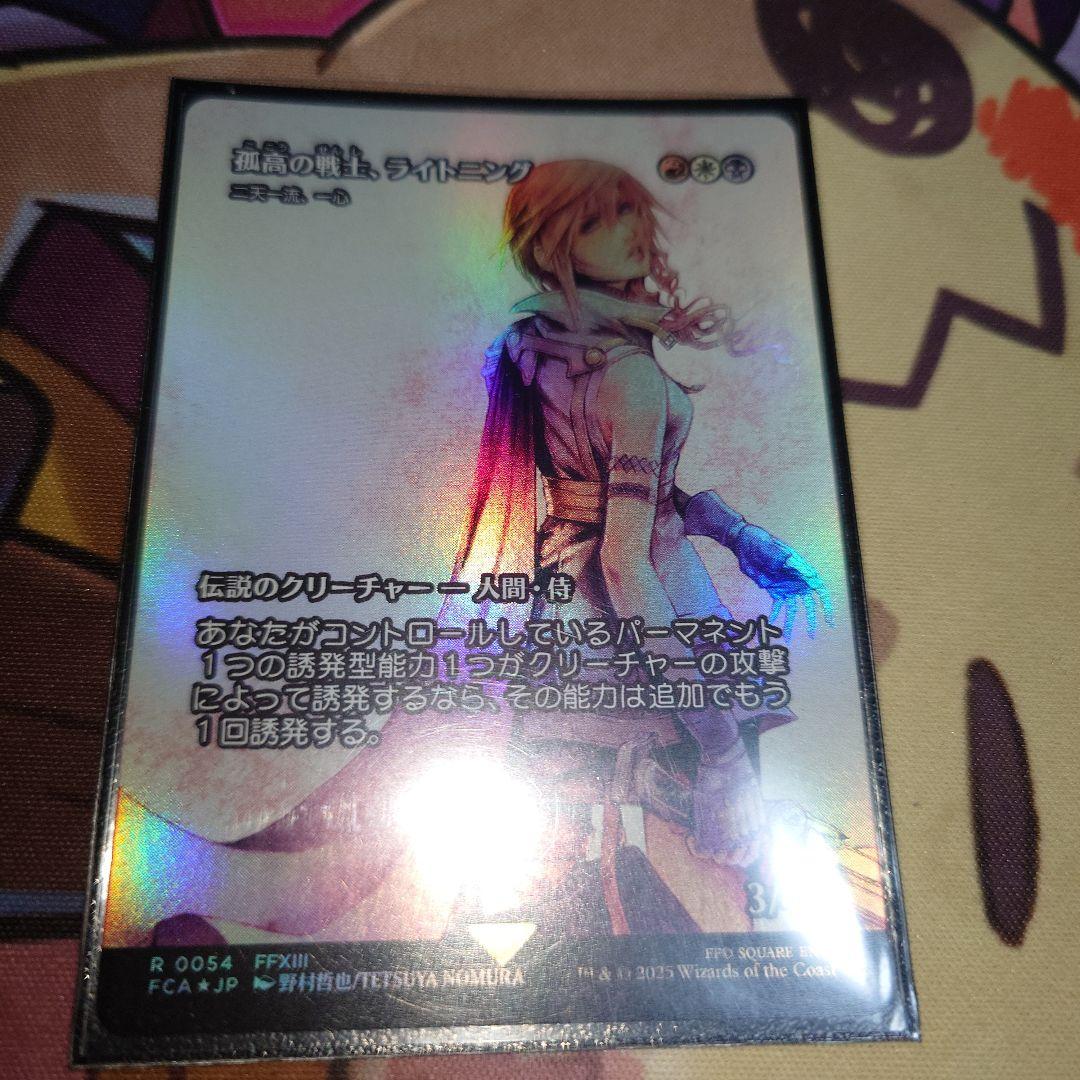 孤高の戦士、ライトニング
二天一流、一心
伝説のクリーチャー ― 人間・侍
あなたがコントロールしているパーマネント
1つの誘発型能力1つがクリーチャーの攻撃
によって誘発するなら、その能力は追加でもう
1回誘発する。
3/
R 0054 FFXIII
FCA★JP 野村哲也/TETSUYA NOMURA
SQUARE
™ & © 2025 Wizards of the Coast